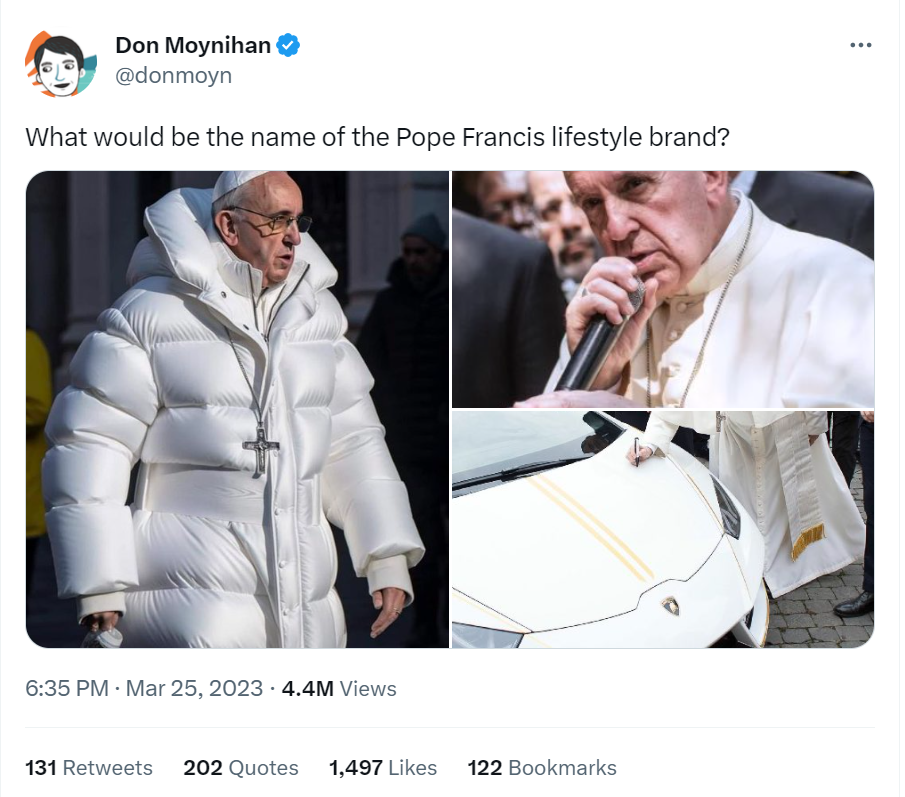 Don Moynihan
@donmoyn
What would be the name of the Pope Francis lifestyle brand?
6:35 PM · Mar 25, 2023 · 4.4M Views
131 Retweets 202 Quotes 1,497 Likes 122 Bookmarks